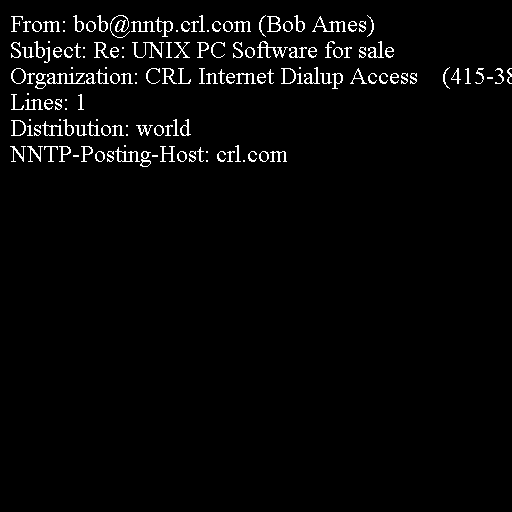 From: bob@nntp.crl.com (Bob Ames)
Subject: Re: UNIX PC Software for sale
Organization: CRL Internet Dialup Access    (415-38
Lines: 1
Distribution: world
NNTP-Posting-Host: crl.com